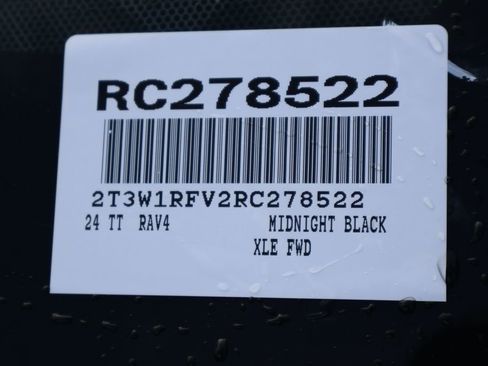 RC278522
2T3W1RFV2RC278522
24 TT RAV4 MIDNIGHT BLACK
XLE FWD